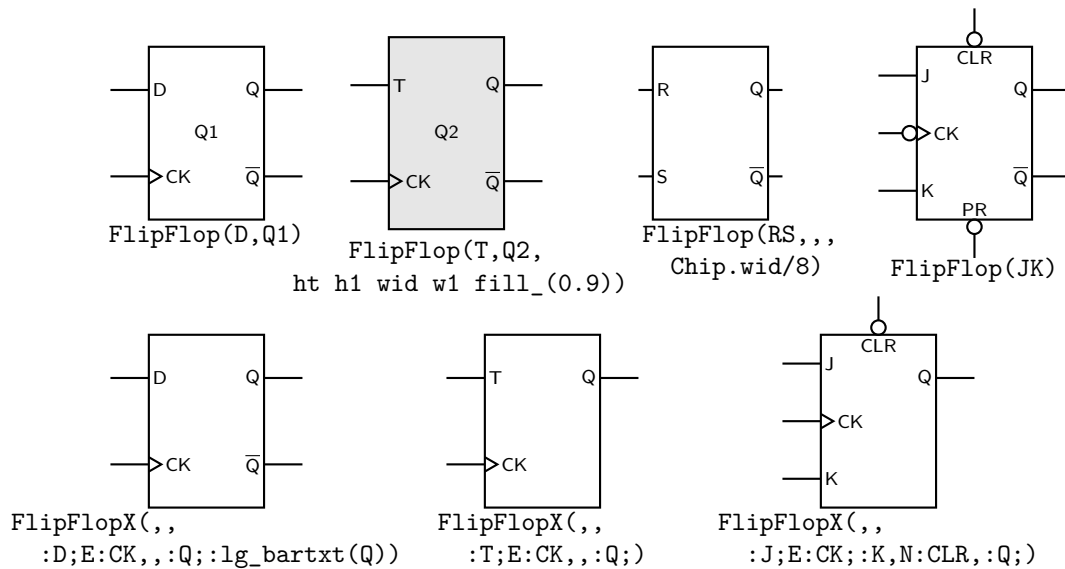 CLR
D Q T Q R Q J Q
Q1 Q2 CK
CK Q CK Q S Q K Q
PR
FlipFlop(D,Q1)
FlipFlop(T,Q2,
ht h1 wid w1 fill_(0.9))
FlipFlop(RS,,,
Chip.wid/8)
FlipFlop(JK)
D Q
CK Q
FlipFlopX(,,
:D;E:CK,,:Q;:lg_bartxt(Q))
T Q
CK
FlipFlopX(,,
:T;E:CK,,:Q;)
CLR
J Q
CK
K
FlipFlopX(,,
:J;E:CK;:K,N:CLR,:Q;)